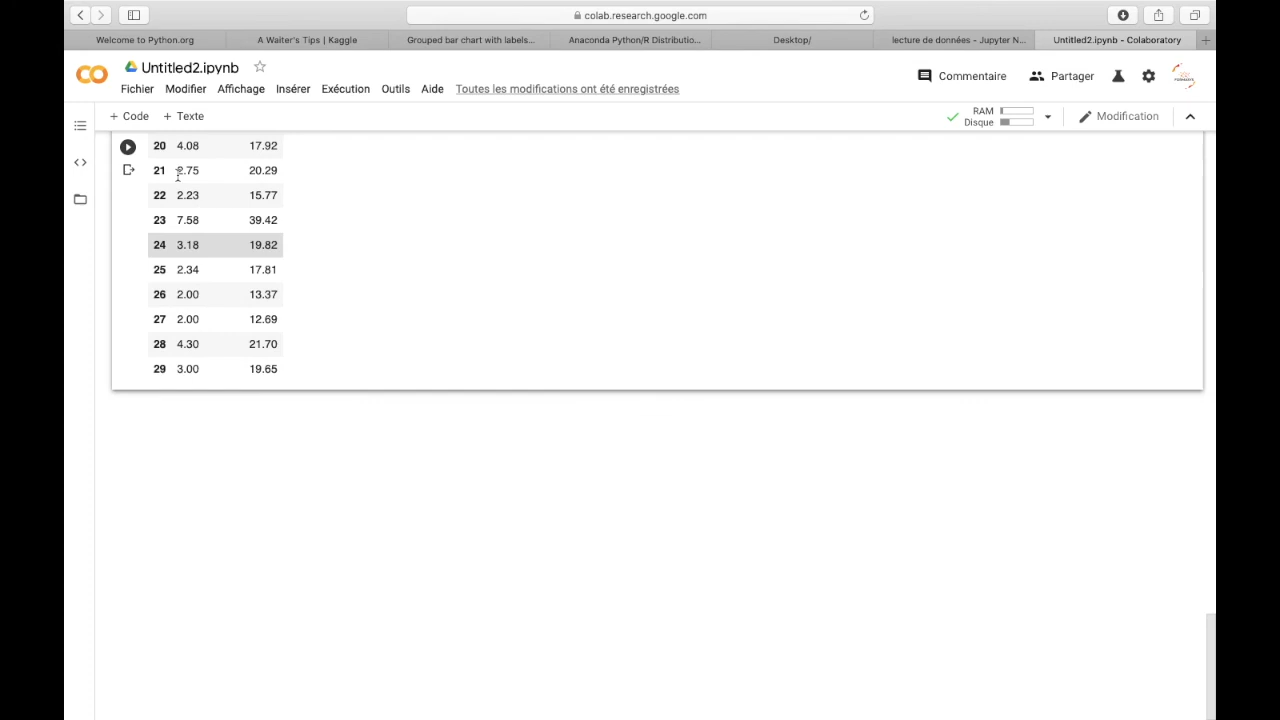 colab.research.google.com
Welcome to Python.org
A Waiter's Tips | Kaggle
Grouped bar chart with labels...
Anaconda Python/R Distributio...
Desktop/
lecture de données - Jupyter N...
Untitled2.ipynb - Colaboratory
Untitled2.ipynb
Commentaire
Partager
Fichier Modifier Affichage Insérer Exécution Outils Aide Toutes les modifications ont été enregistrées
+ Code + Texte
RAM
Disque
Modification
20 4.08 17.92
21 2.75 20.29
22 2.23 15.77
23 7.58 39.42
24 3.18 19.82
25 2.34 17.81
26 2.00 13.37
27 2.00 12.69
28 4.30 21.70
29 3.00 19.65